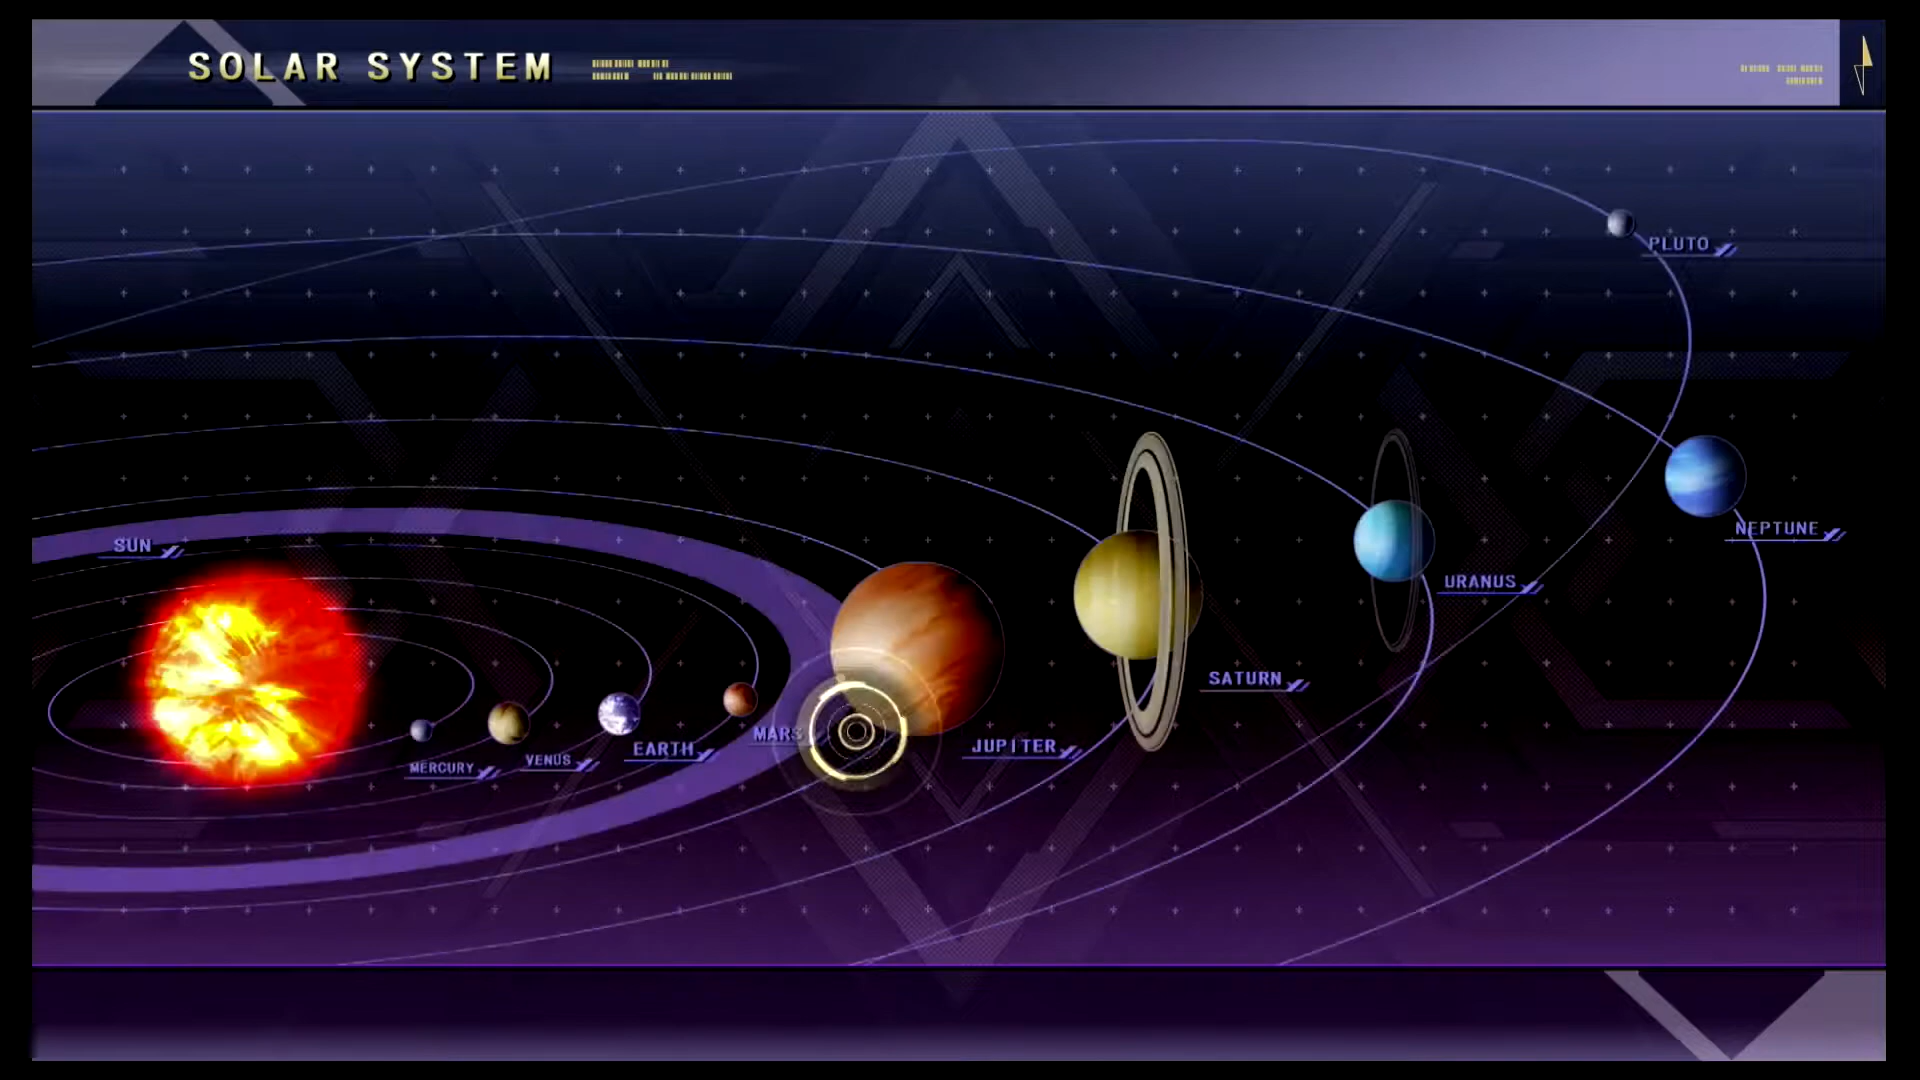 SOLAR SYSTEM
PLUTO
NEPTUNE
SUN
URANUS
SATURN
MARS
EARTH
JUPITER
VENUS
MERCURY